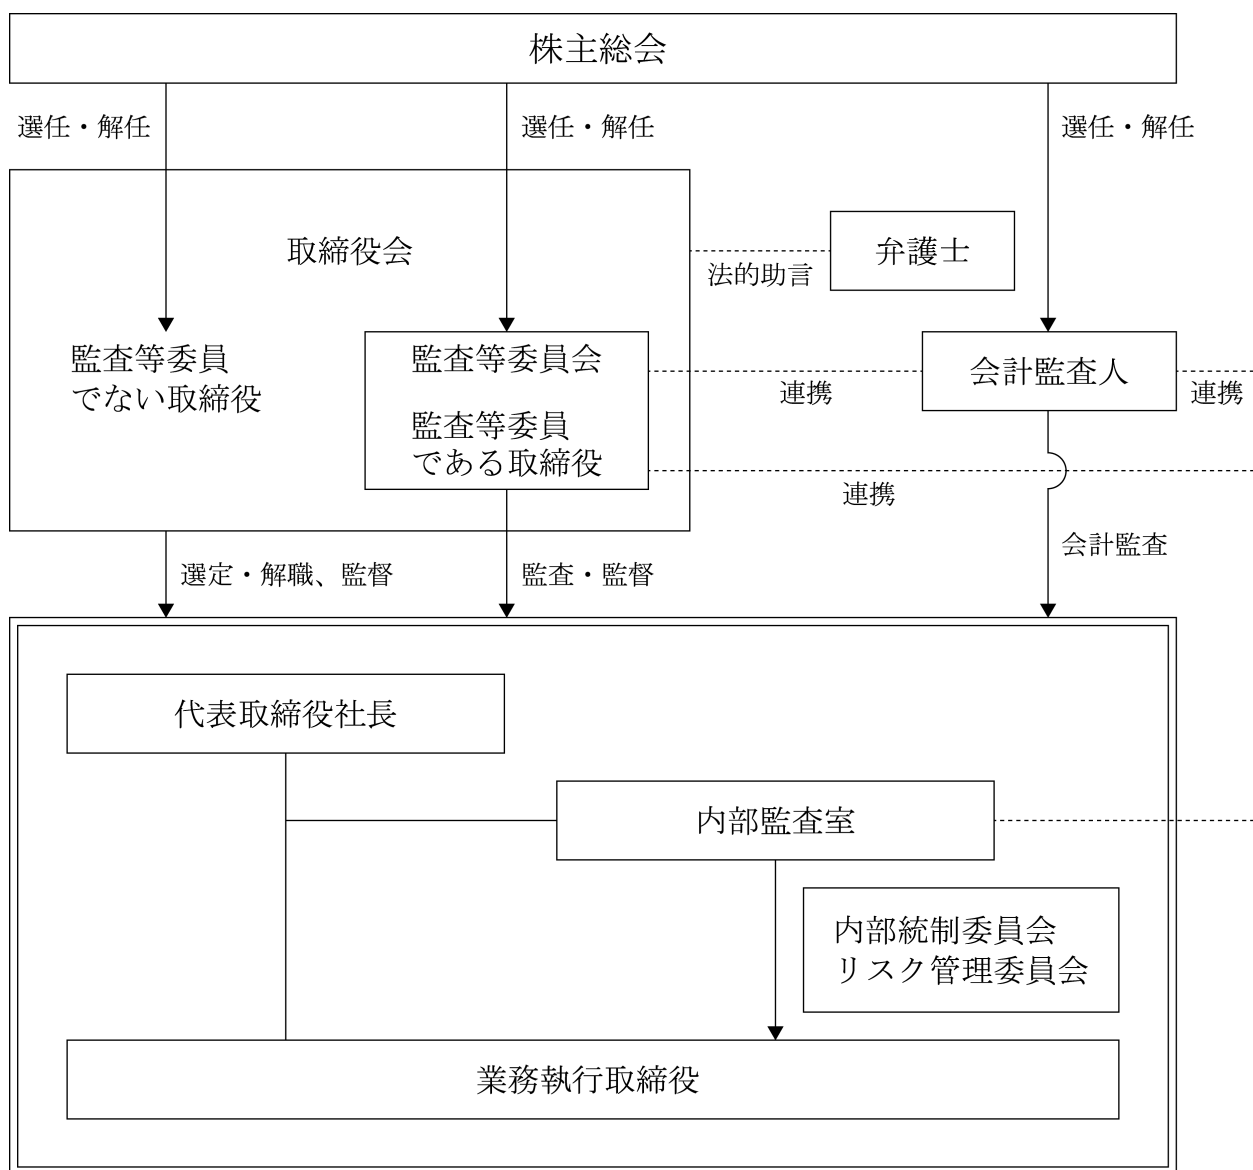 株主総会
選任・解任
選任・解任
選任・解任
取締役会
弁護士
法的助言
監査等委員
でない取締役
監査等委員会
監査等委員
である取締役
連携
会計監査人
連携
連携
会計監査
選定・解職、監督
監査・監督
代表取締役社長
内部監査室
内部統制委員会
リスク管理委員会
業務執行取締役